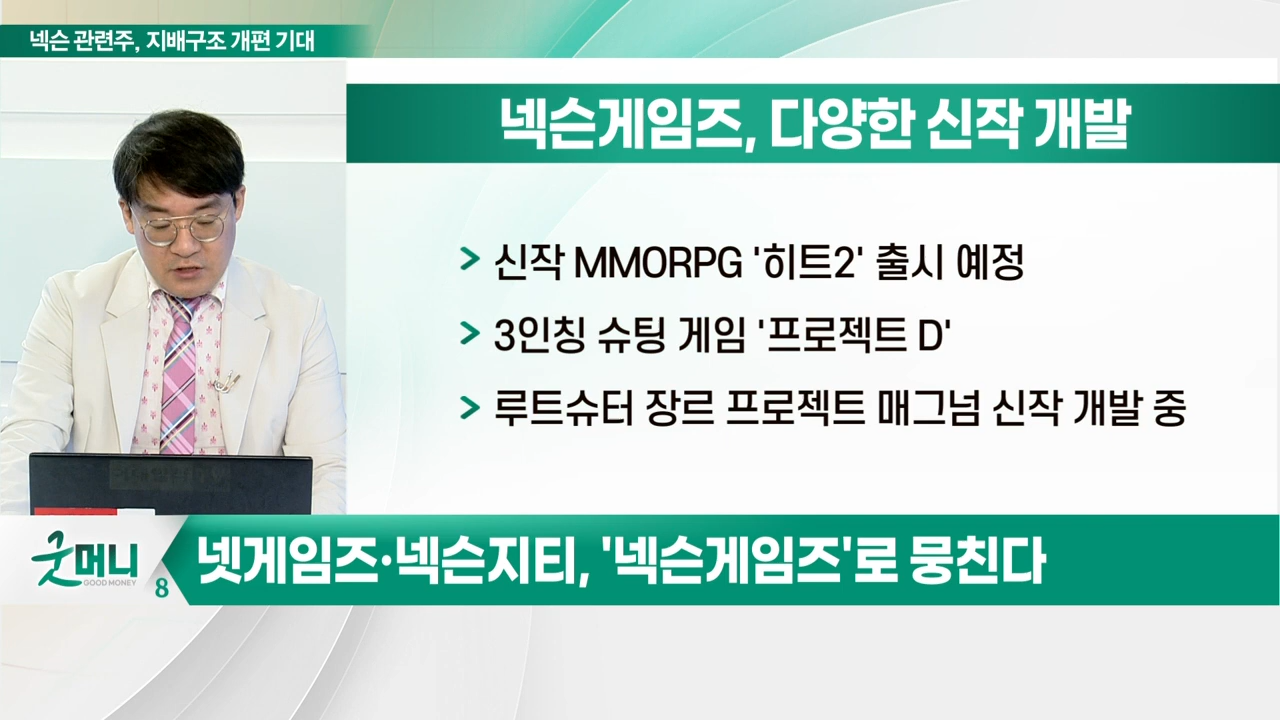 넥슨 관련주, 지배구조 개편 기대
넥슨게임즈, 다양한 신작 개발
> 신작 MMORPG '히트2' 출시 예정
> 3인칭 슈팅 게임 '프로젝트 D'
> 루트슈터 장르 프로젝트 매그넘 신작 개발 중
굿머니
GOOD MONEY
8
넷게임즈·넥슨지티, '넥슨게임즈'로 뭉친다